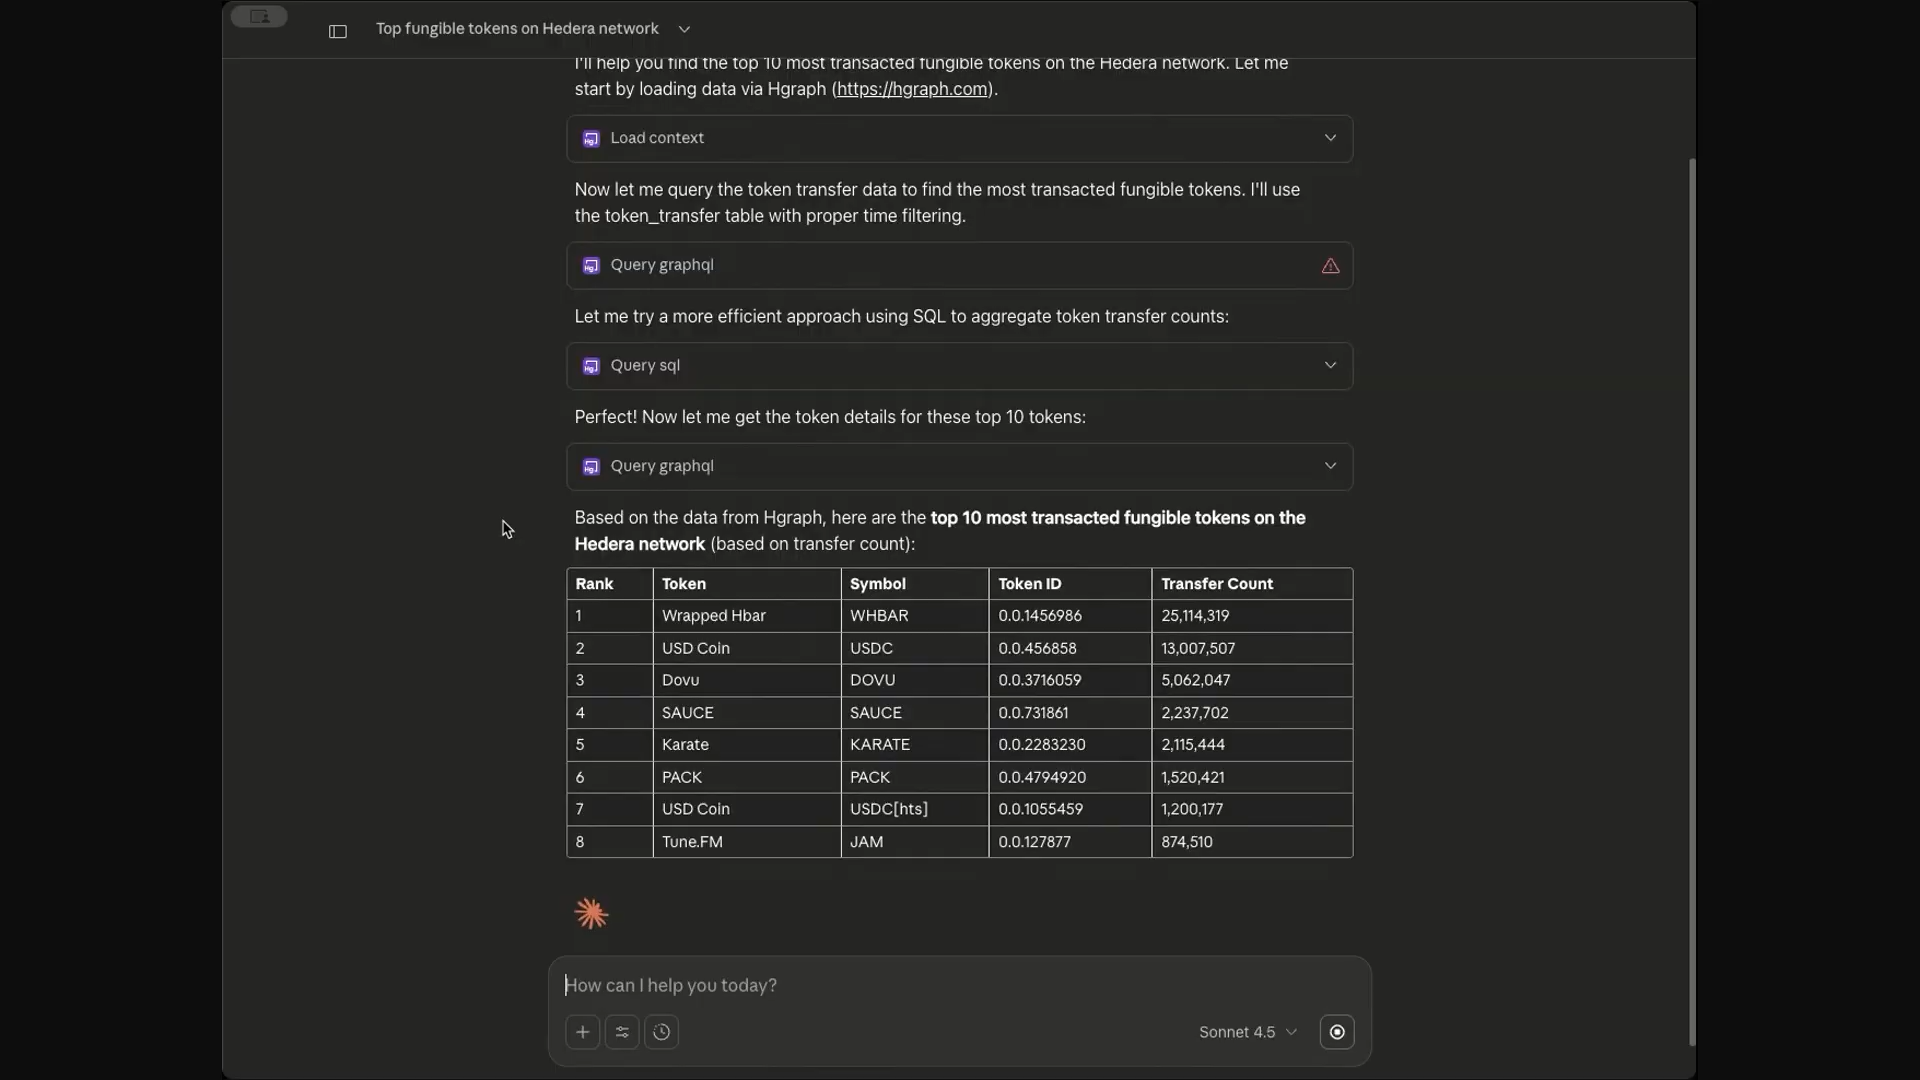 Top fungible tokens on Hedera network
I'll help you find the top 10 most transacted fungible tokens on the Hedera network. Let me
start by loading data via Hgraph (https://hgraph.com).
Hg Load context
Now let me query the token transfer data to find the most transacted fungible tokens. I'll use
the token_transfer table with proper time filtering.
Hg Query graphql
Let me try a more efficient approach using SQL to aggregate token transfer counts:
Hg Query sql
Perfect! Now let me get the token details for these top 10 tokens:
Hg Query graphql
Based on the data from Hgraph, here are the top 10 most transacted fungible tokens on the
Hedera network (based on transfer count):
Rank Token Symbol Token ID Transfer Count
1 Wrapped Hbar WHBAR 0.0.1456986 25,114,319
2 USD Coin USDC 0.0.456858 13,007,507
3 Dovu DOVU 0.0.3716059 5,062,047
4 SAUCE SAUCE 0.0.731861 2,237,702
5 Karate KARATE 0.0.2283230 2,115,444
6 PACK PACK 0.0.4794920 1,520,421
7 USD Coin USDC[hts] 0.0.1055459 1,200,177
8 Tune.FM JAM 0.0.127877 874,510
How can I help you today?
Sonnet 4.5